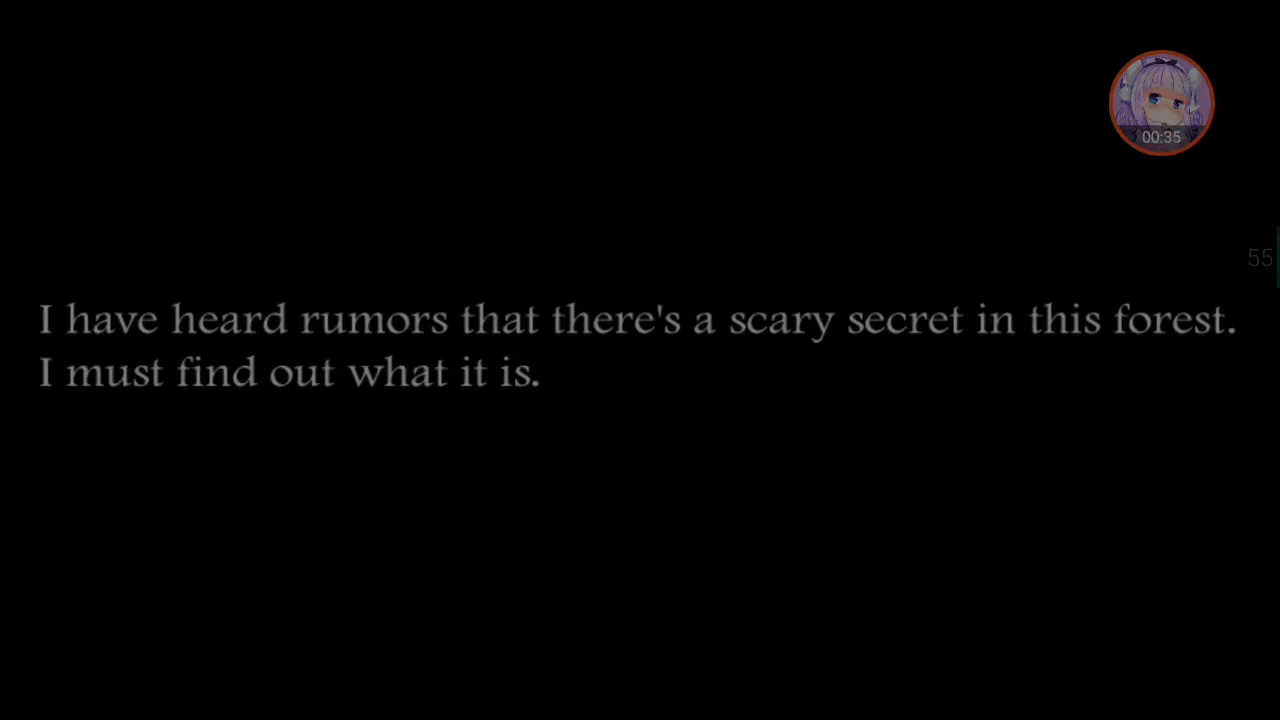 00:35
55
I have heard rumors that there's a scary secret in this forest.
I must find out what it is.